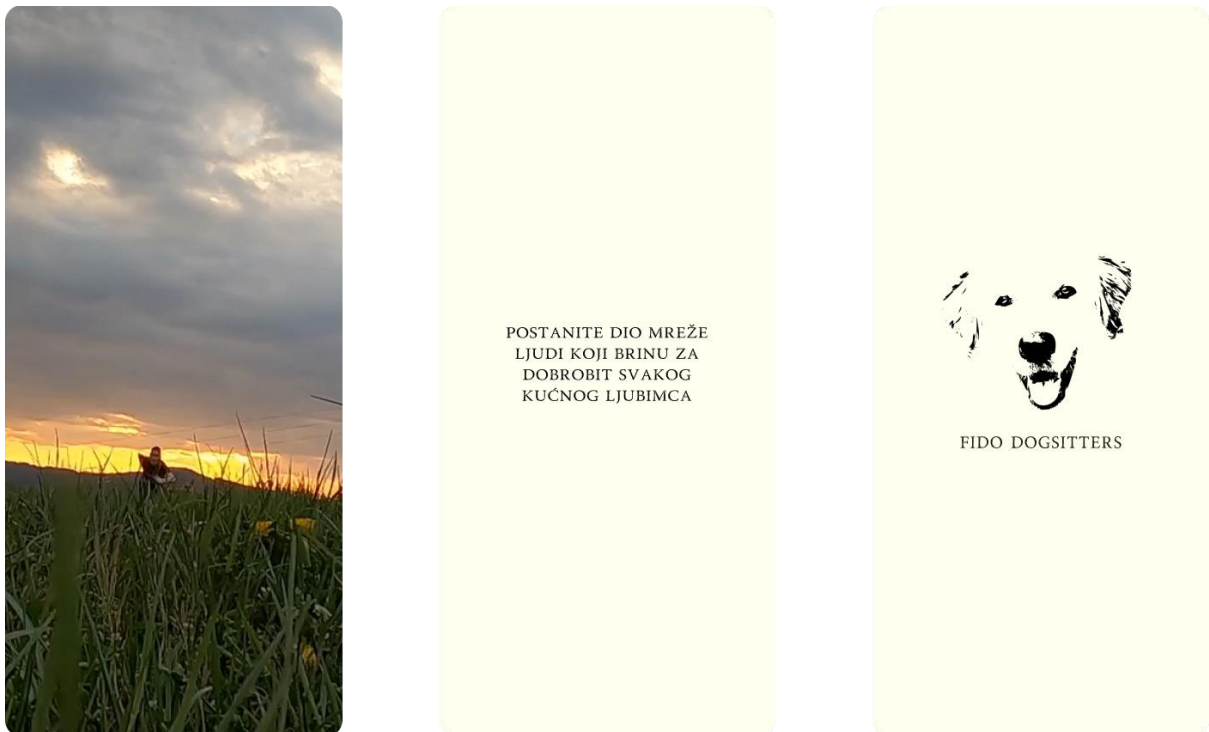 POSTANITE DIO MREŽE
LJUDI KOJI BRINU ZA
DOBROBIT SVAKOG
KUĆNOG LJUBIMCA
FIDO DOGSITTERS